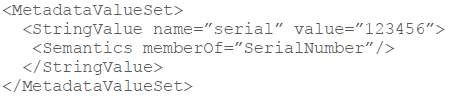 <MetadataValueSet>
<StringValue name=”serial” value=”123456”>
<Semantics memberOf=”SerialNumber”/>
</StringValue>
</MetadataValueSet>